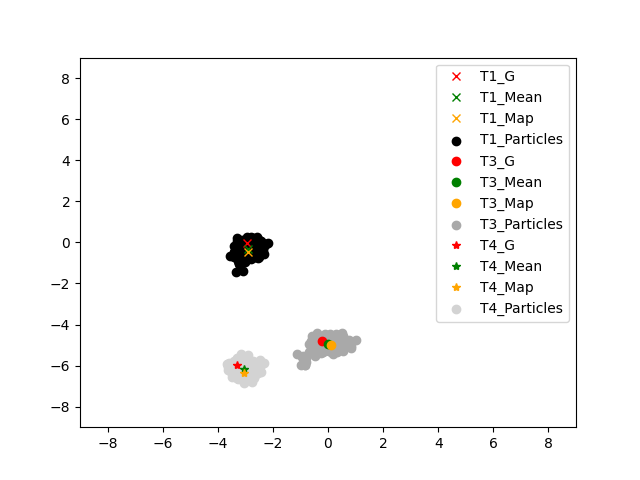 8
6
4
2
0
−2
−4
−6
−8
−8
−6
−4
−2
0
2
4
6
8
T1_G
T1_Mean
T1_Map
T1_Particles
T3_G
T3_Mean
T3_Map
T3_Particles
T4_G
T4_Mean
T4_Map
T4_Particles